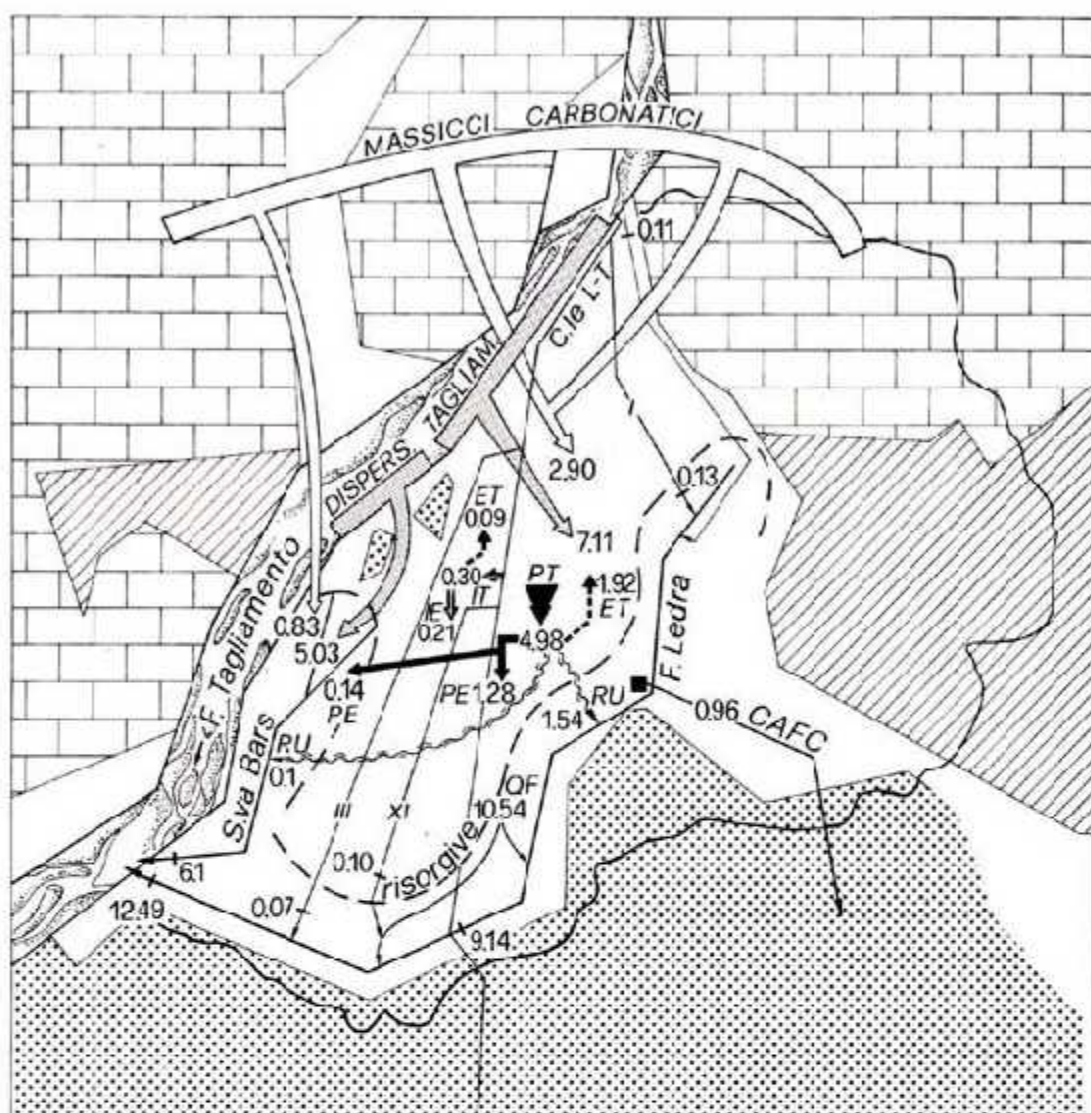 MASSICCI CARBONATICI
0.11
C.le L-T
DISPERS. TAGLIAM.
2.90
0.13
ET
0.09
7.11
0.30
IT
PT
1.92
ET
IE
0.21
F. Tagliamento
0.83
5.03
4.98
F. Ledra
0.14
PE
PE
1.28
RU
1.54
0.96 CAFC
S.va Bars
RU
0.1
III
XI
QF
10.54
risorgive
0.10
6.1
12.49
0.07
9.14